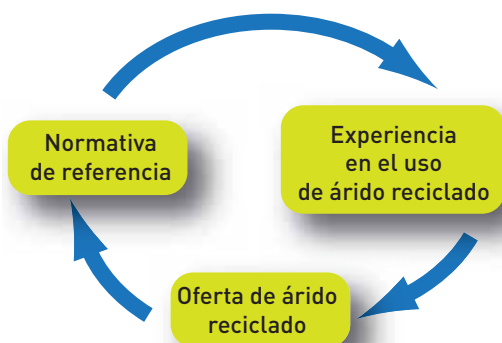 Normativa
de referencia
Experiencia
en el uso
de árido reciclado
Oferta de árido
reciclado